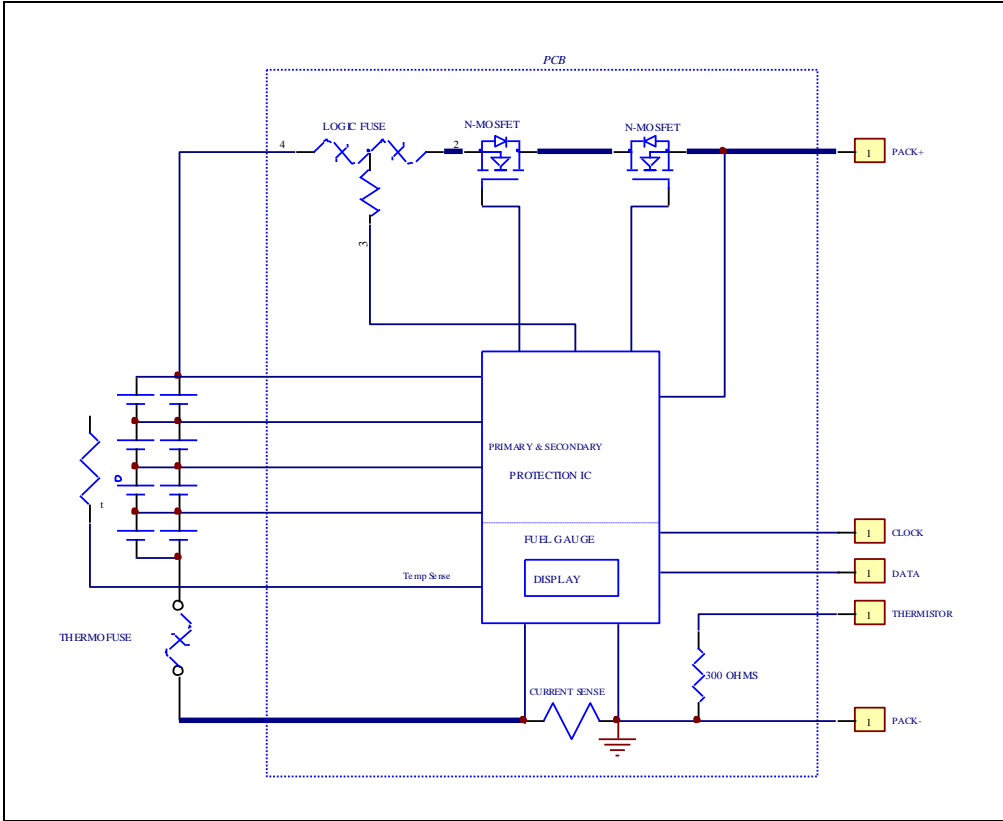 PCB
LOGIC FUSE
N-MOSFET
N-MOSFET
4
2
1
PACK+
3
PRIMARY & SECONDARY
PROTECTION IC
t
FUEL GAUGE
1
CLOCK
DISPLAY
1
DATA
Temp Sense
1
THERMISTOR
THERMOFUSE
300 OHMS
CURRENT SENSE
1
PACK-